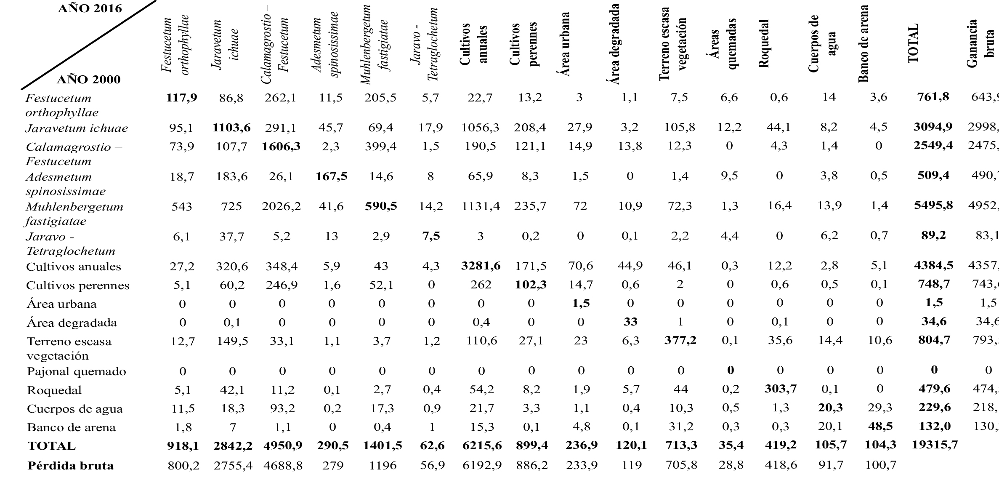 AÑO 2016
AÑO 2000
Festucetum orthophyllae
Jaravetum ichuae
Calamagrostio – Festucetum
Adesmetum spinosissimae
Muhlenbergetum fastigiatae
Jaravo - Tetraglochetum
Cultivos anuales
Cultivos perennes
Área urbana
Área degradada
Terreno escasa vegetación
Áreas quemadas
Roquedal
Cuerpos de agua
Banco de arena
TOTAL
Ganancia bruta
Festucetum orthophyllae 117,9 86,8 262,1 11,5 205,5 5,7 22,7 13,2 3 1,1 7,5 6,6 0,6 14 3,6 761,8 643,9
Jaravetum ichuae 95,1 1103,6 291,1 45,7 69,4 17,9 1056,3 208,4 27,9 3,2 105,8 12,2 44,1 8,2 4,5 3094,9 2998,
Calamagrostio – Festucetum 73,9 107,7 1606,3 2,3 399,4 1,5 190,5 121,1 14,9 13,8 12,3 0 4,3 1,4 0 2549,4 2475,
Adesmetum spinosissimae 18,7 183,6 26,1 167,5 14,6 8 65,9 8,3 1,5 0 1,4 9,5 0 3,8 0,5 509,4 490,7
Muhlenbergetum fastigiatae 543 725 2026,2 41,6 590,5 14,2 1131,4 235,7 72 10,9 72,3 1,3 16,4 13,9 1,4 5495,8 4952,
Jaravo - Tetraglochetum 6,1 37,7 5,2 13 2,9 7,5 3 0,2 0 0,1 2,2 4,4 0 6,2 0,7 89,2 83,1
Cultivos anuales 27,2 320,6 348,4 5,9 43 4,3 3281,6 171,5 70,6 44,9 46,1 0,3 12,2 2,8 5,1 4384,5 4357,
Cultivos perennes 5,1 60,2 246,9 1,6 52,1 0 262 102,3 14,7 0,6 2 0 0,6 0,5 0,1 748,7 743,6
Área urbana 0 0 0 0 0 0 0 0 1,5 0 0 0 0 0 0 1,5 1,5
Área degradada 0 0,1 0 0 0 0 0,4 0 0 33 1 0 0,1 0 0 34,6 34,6
Terreno escasa vegetación 12,7 149,5 33,1 1,1 3,7 1,2 110,6 27,1 23 6,3 377,2 0,1 35,6 14,4 10,6 804,7 793,
Pajonal quemado 0 0 0 0 0 0 0 0 0 0 0 0 0 0 0 0 0
Roquedal 5,1 42,1 11,2 0,1 2,7 0,4 54,2 8,2 1,9 5,7 44 0,2 303,7 0,1 0 479,6 474,
Cuerpos de agua 11,5 18,3 93,2 0,2 17,3 0,9 21,7 3,3 1,1 0,4 10,3 0,5 1,3 20,3 29,3 229,6 218,
Banco de arena 1,8 7 1,1 0 0,4 1 15,3 0,1 4,8 0,1 31,2 0,3 0,3 20,1 48,5 132,0 130,
TOTAL 918,1 2842,2 4950,9 290,5 1401,5 62,6 6215,6 899,4 236,9 120,1 713,3 35,4 419,2 105,7 104,3 19315,7
Pérdida bruta 800,2 2755,4 4688,8 279 1196 56,9 6192,9 886,2 233,9 119 705,8 28,8 418,6 91,7 100,7